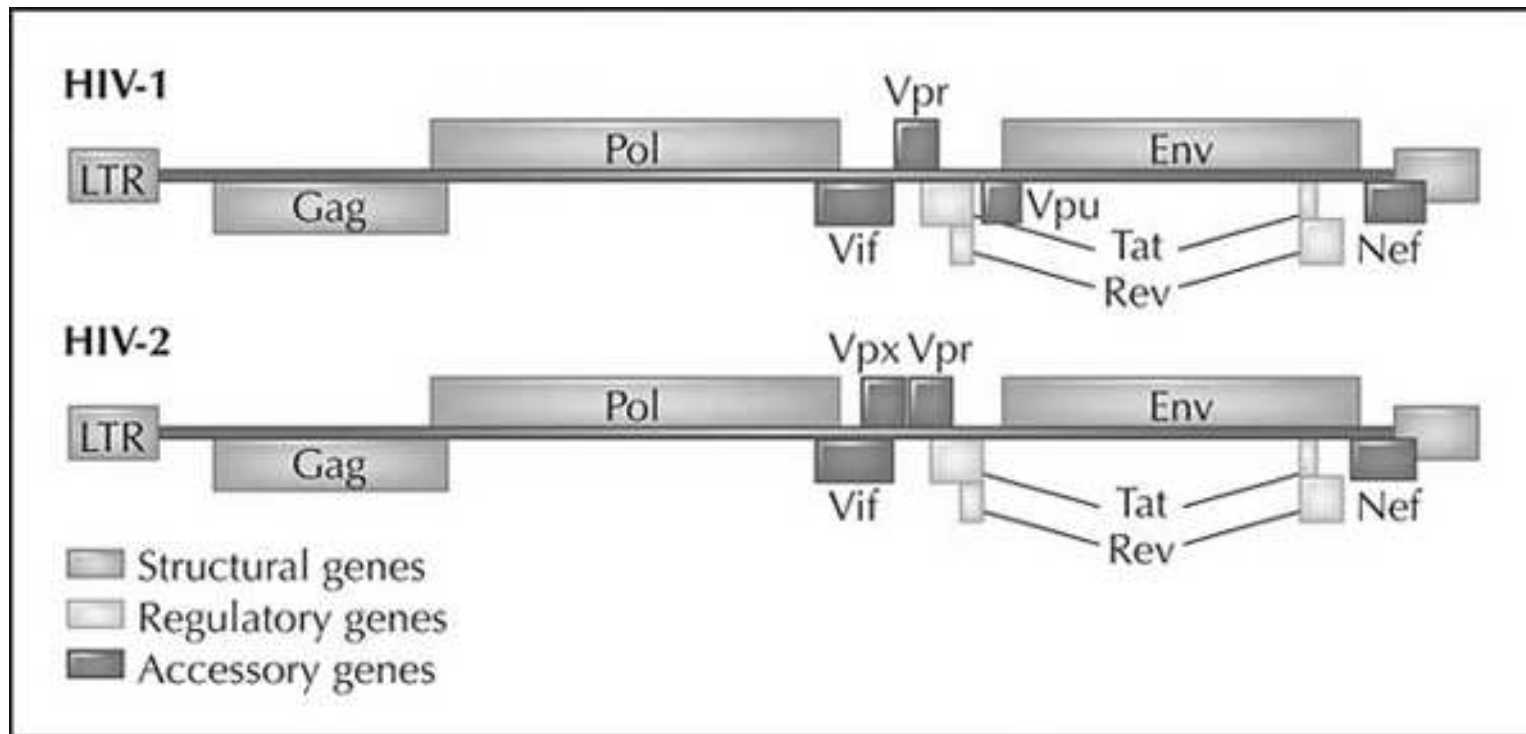 HIV-1
Vpr
Pol
Env
LTR
Gag
Vpu
Vif
Tat
Nef
Rev
HIV-2
Vpx Vpr
Pol
Env
LTR
Gag
Vif
Tat
Nef
Rev
Structural genes
Regulatory genes
Accessory genes